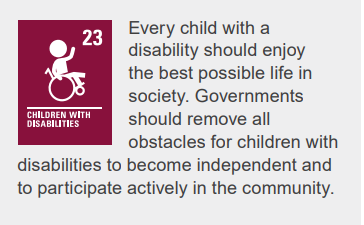 23
CHILDREN WITH
DISABILITIES
Every child with a
disability should enjoy
the best possible life in
society. Governments
should remove all
obstacles for children with
disabilities to become independent and
to participate actively in the community.